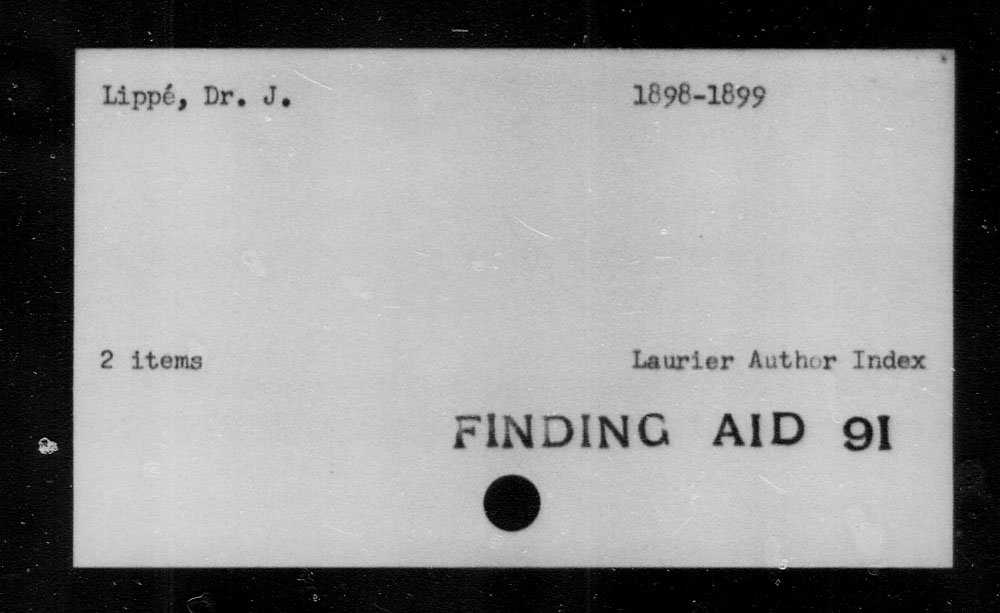 Lippé, Dr. J. 1898-1899
2 items Laurier Author Index
FINDING AID 91